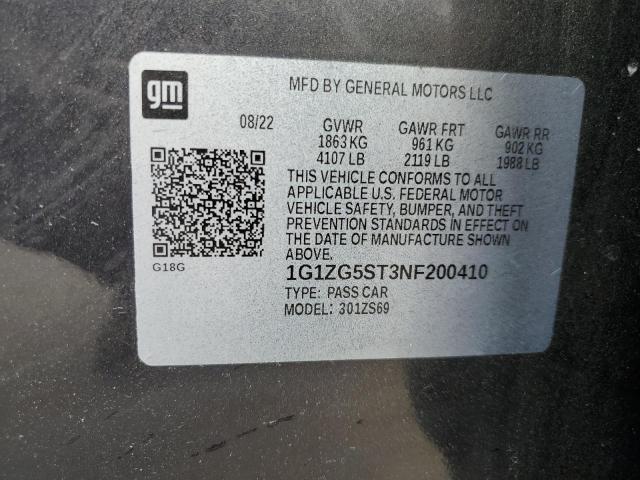 gm
MFD BY GENERAL MOTORS LLC
08/22 GVWR GAWR FRT GAWR RR
1863 KG 961 KG 902 KG
4107 LB 2119 LB 1988 LB
THIS VEHICLE CONFORMS TO ALL
APPLICABLE U.S. FEDERAL MOTOR
VEHICLE SAFETY, BUMPER, AND THEFT
PREVENTION STANDARDS IN EFFECT ON
THE DATE OF MANUFACTURE SHOWN
ABOVE.
G18G
1G1ZG5ST3NF200410
TYPE: PASS CAR
MODEL: 301ZS69